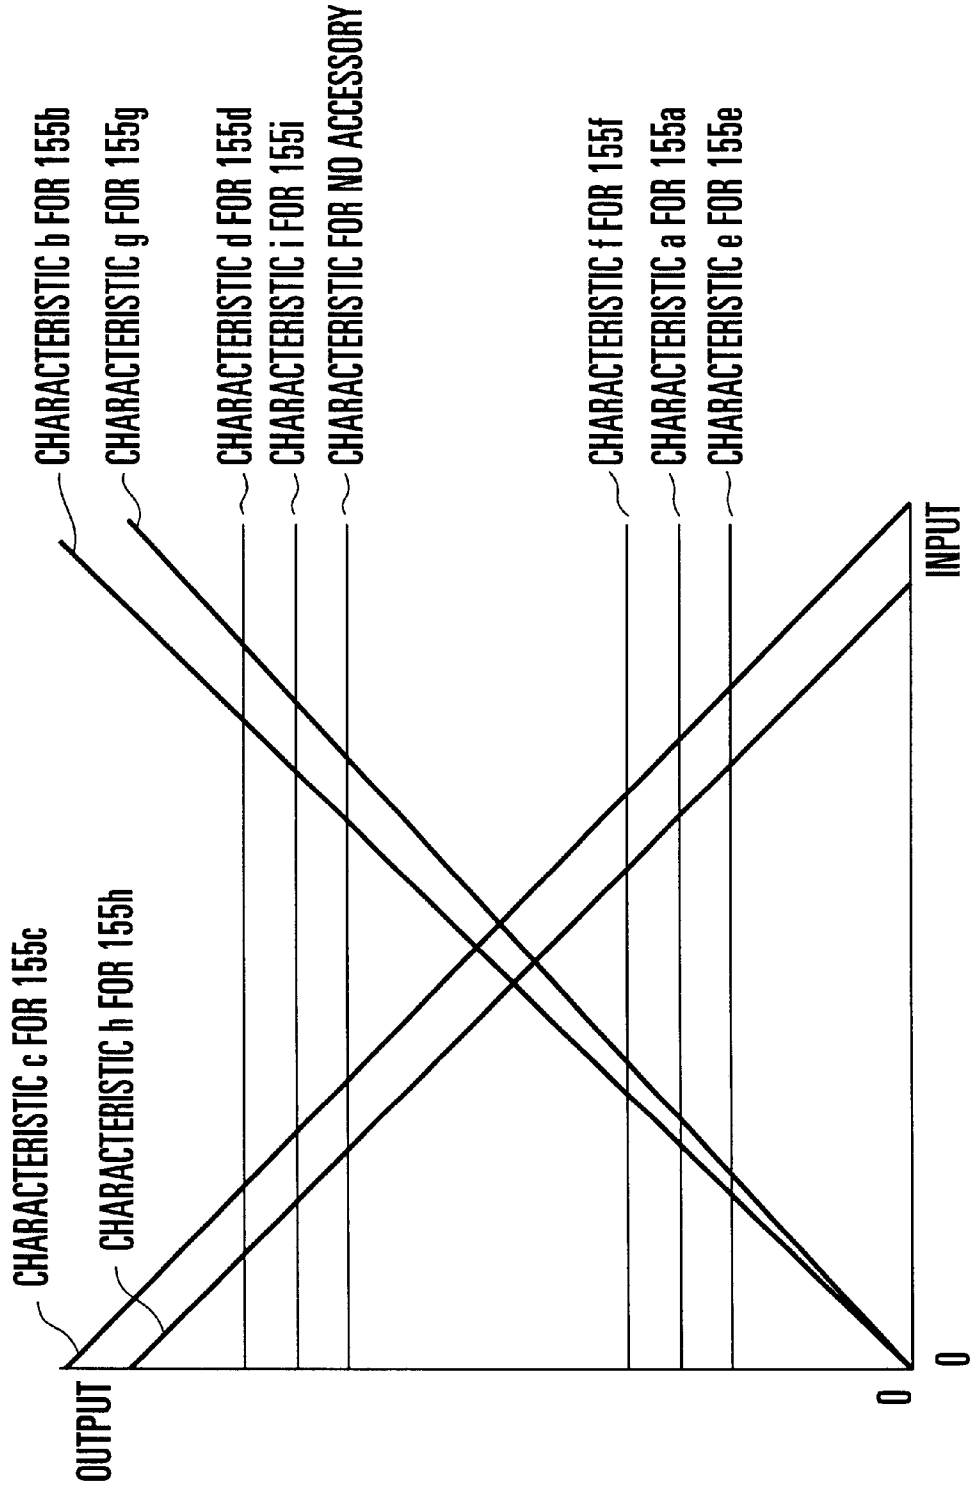 CHARACTERISTIC c FOR 155c
CHARACTERISTIC h FOR 155h
CHARACTERISTIC b FOR 155b
CHARACTERISTIC g FOR 155g
CHARACTERISTIC d FOR 155d
CHARACTERISTIC i FOR 155i
CHARACTERISTIC FOR NO ACCESSORY
CHARACTERISTIC f FOR 155f
CHARACTERISTIC a FOR 155a
CHARACTERISTIC e FOR 155e
OUTPUT
0
0
INPUT